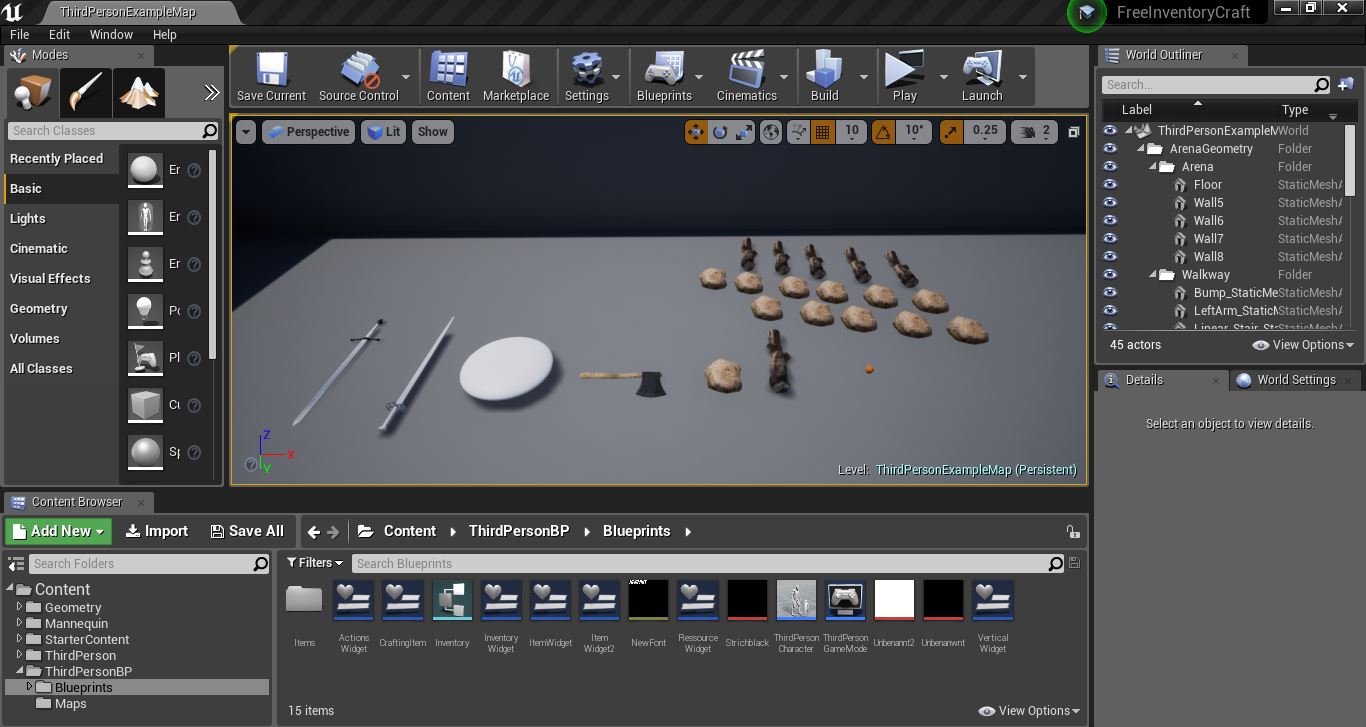 ThirdPersonExampleMap
FreeInventoryCraft
File Edit Window Help
Modes
Search Classes
Recently Placed
Basic
Lights
Cinematic
Visual Effects
Geometry
Volumes
All Classes
Er
Er
Er
Pc
Pl
Cu
Sp
Save Current
Source Control
Content
Marketplace
Settings
Blueprints
Cinematics
Build
Play
Launch
Perspective
Lit
Show
10
10°
0.25
2
Z
X
Y
Level: ThirdPersonExampleMap (Persistent)
World Outliner
Search...
Label Type
ThirdPersonExampleM World
ArenaGeometry Folder
Arena Folder
Floor StaticMeshA
Wall5 StaticMeshA
Wall6 StaticMeshA
Wall7 StaticMeshA
Wall8 StaticMeshA
Walkway Folder
Bump_StaticMe StaticMeshA
LeftArm_StaticM StaticMeshA
Linear_Stair_Sta StaticMeshA
45 actors
View Options
Details
World Settings
Select an object to view details.
Content Browser
Add New
Import
Save All
Content
ThirdPersonBP
Blueprints
Search Folders
Content
Geometry
Mannequin
StarterContent
ThirdPerson
ThirdPersonBP
Blueprints
Maps
Filters
Search Blueprints
Items
Actions
Widget
CraftingItem
Inventory
Inventory
Widget
ItemWidget
Item
Widget2
NewFont
Ressource
Widget
Strichblack
ThirdPerson
Character
ThirdPerson
GameMode
Unbenannt2
Unbenanwnt
Vertical
Widget
15 items
View Options